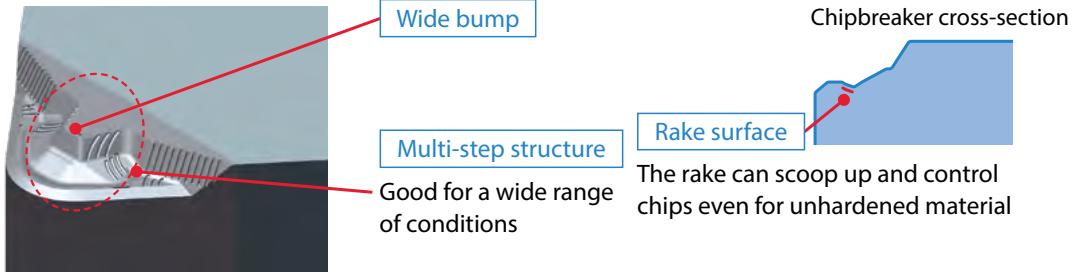 Wide bump
Chipbreaker cross-section
Multi-step structure
Good for a wide range
of conditions
Rake surface
The rake can scoop up and control
chips even for unhardened material